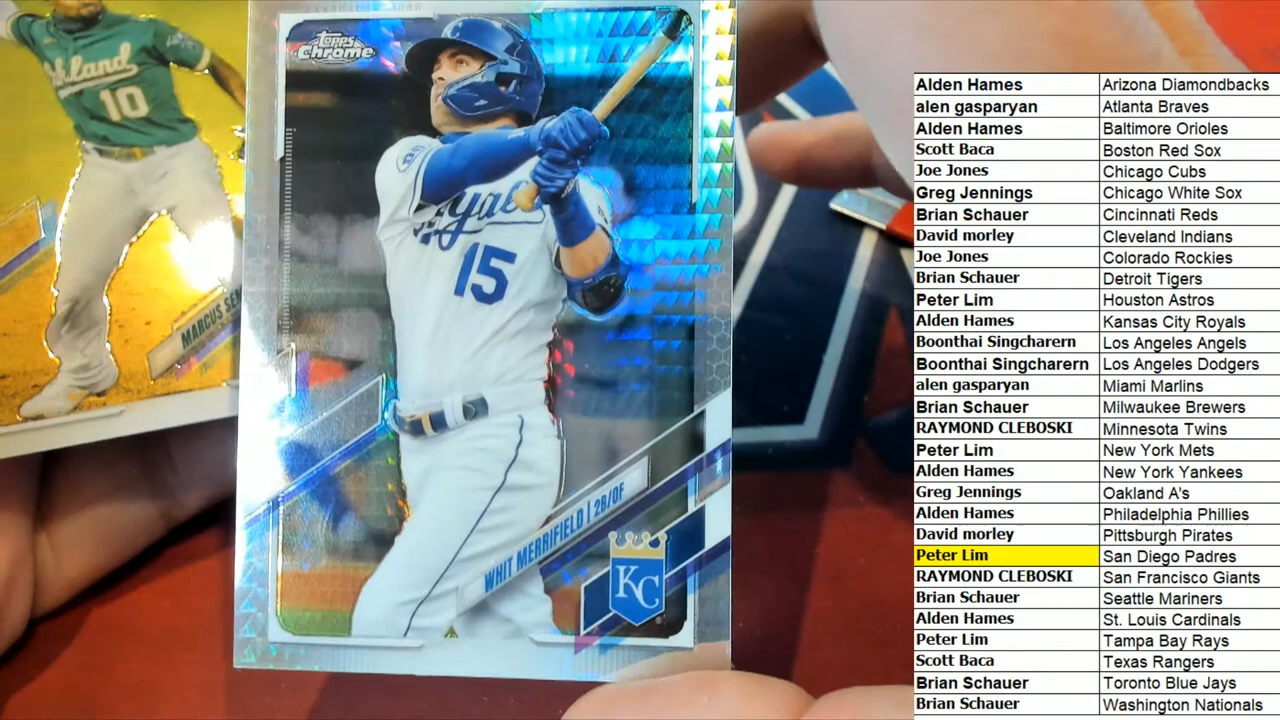 kland
10
MARCUS SEM
Topps
Chrome
C
Royals
15
WHIT MERRIFIELD | 2B/OF
KC
Alden Hames Arizona Diamondbacks
alen gasparyan Atlanta Braves
Alden Hames Baltimore Orioles
Scott Baca Boston Red Sox
Joe Jones Chicago Cubs
Greg Jennings Chicago White Sox
Brian Schauer Cincinnati Reds
David morley Cleveland Indians
Joe Jones Colorado Rockies
Brian Schauer Detroit Tigers
Peter Lim Houston Astros
Alden Hames Kansas City Royals
Boonthai Singcharern Los Angeles Angels
Boonthai Singcharern Los Angeles Dodgers
alen gasparyan Miami Marlins
Brian Schauer Milwaukee Brewers
RAYMOND CLEBOSKI Minnesota Twins
Peter Lim New York Mets
Alden Hames New York Yankees
Greg Jennings Oakland A's
Alden Hames Philadelphia Phillies
David morley Pittsburgh Pirates
Peter Lim San Diego Padres
RAYMOND CLEBOSKI San Francisco Giants
Brian Schauer Seattle Mariners
Alden Hames St. Louis Cardinals
Peter Lim Tampa Bay Rays
Scott Baca Texas Rangers
Brian Schauer Toronto Blue Jays
Brian Schauer Washington Nationals